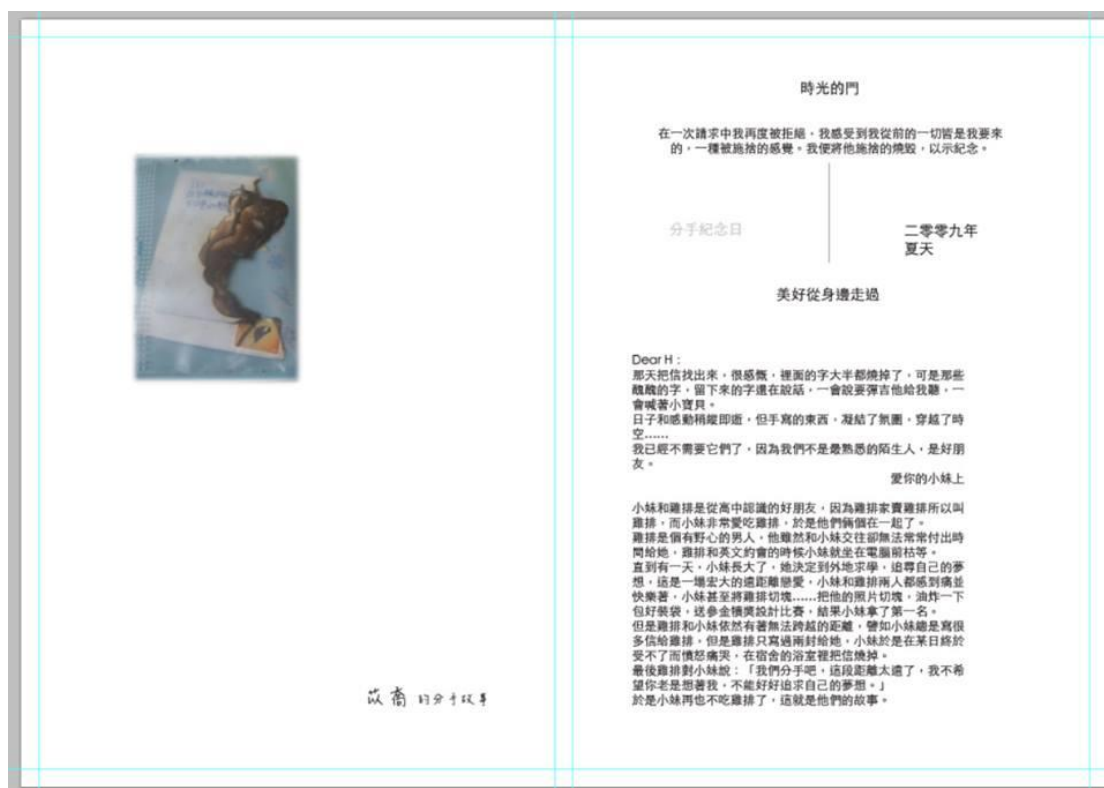 苡喬的分手故事
時光的門
在一次請求中我再度被拒絕，我感受到我從前的一切皆是我要來
的，一種被施捨的感覺。我便將他施捨的燒毀，以示紀念。
分手紀念日
二零零九年
夏天
美好從身邊走過
Dear H：
那天把信找出來，很感慨，裡面的字大半都燒掉了，可是那些
醜醜的字，留下來的字還在說話，一會說要彈吉他給我聽，一
會喊著小寶貝。
日子和感動稍縱即逝，但手寫的東西，凝結了氛圍，穿越了時
空……
我已經不需要它們了，因為我們不是最熟悉的陌生人，是好朋
友。
愛你的小妹上
小妹和雞排是從高中認識的好朋友，因為雞排家賣雞排所以叫
雞排，而小妹非常愛吃雞排，於是他們倆個在一起了。
雞排是個有野心的男人，他雖然和小妹交往卻無法常常付出時
間給她，雞排和英文約會的時候小妹就坐在電腦前枯等。
直到有一天，小妹長大了，她決定到外地求學，追尋自己的夢
想，這是一場宏大的遠距離戀愛，小妹和雞排兩人都感到痛並
快樂著，小妹甚至將雞排切塊……把他的照片切塊，油炸一下
包好裝袋，送參金犢獎設計比賽，結果小妹拿了第一名。
但是雞排和小妹依然有著無法跨越的距離，譬如小妹總是寫很
多信給雞排，但是雞排只寫過兩封給她，小妹於是在某日終於
受不了而憤怒痛哭，在宿舍的浴室裡把信燒掉。
最後雞排對小妹說：「我們分手吧，這段距離太遠了，我不希
望你老是想著我，不能好好追求自己的夢想。」
於是小妹再也不吃雞排了，這就是他們的故事。